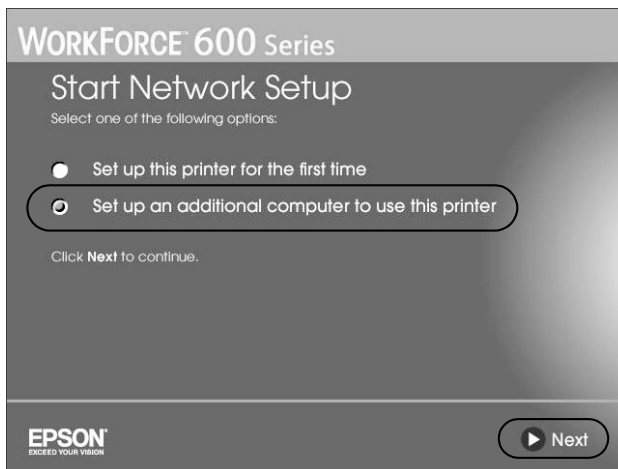 WORKFORCE™ 600 Series
Start Network Setup
Select one of the following options:
Set up this printer for the first time
Set up an additional computer to use this printer
Click Next to continue.
EPSON®
EXCEED YOUR VISION
Next